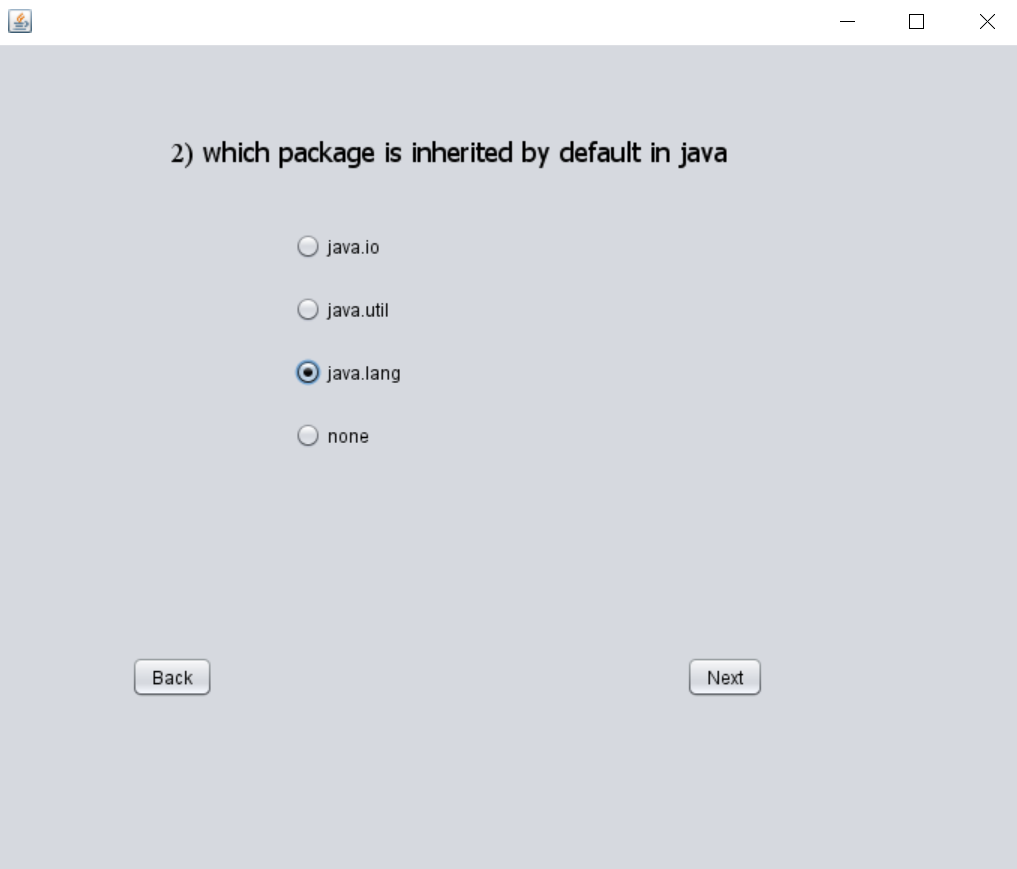 2) which package is inherited by default in java
java.io
java.util
java.lang
none
Back Next